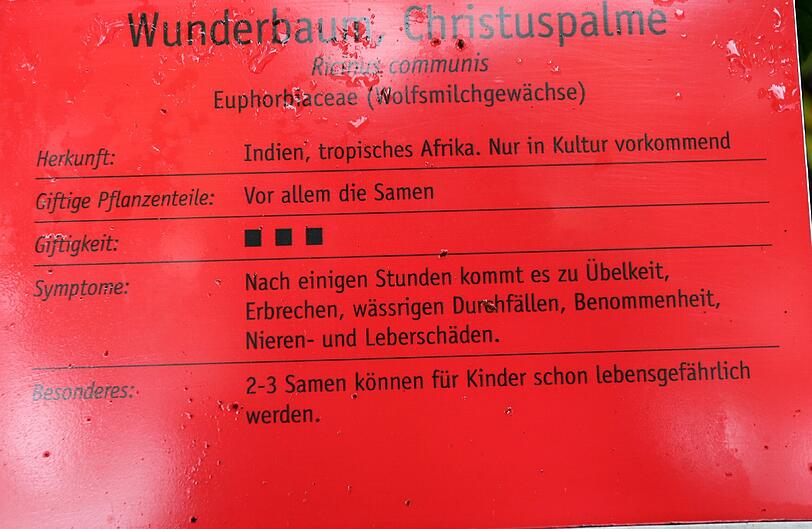 Wunderbaum, Christuspalme
Ricinus communis
Euphorbiaceae (Wolfsmilchgewächse)
Herkunft: Indien, tropisches Afrika. Nur in Kultur vorkommend
Giftige Pflanzenteile: Vor allem die Samen
Giftigkeit: ■ ■ ■
Symptome: Nach einigen Stunden kommt es zu Übelkeit,
Erbrechen, wässrigen Durchfällen, Benommenheit,
Nieren- und Leberschäden.
Besonderes: 2-3 Samen können für Kinder schon lebensgefährlich
werden.